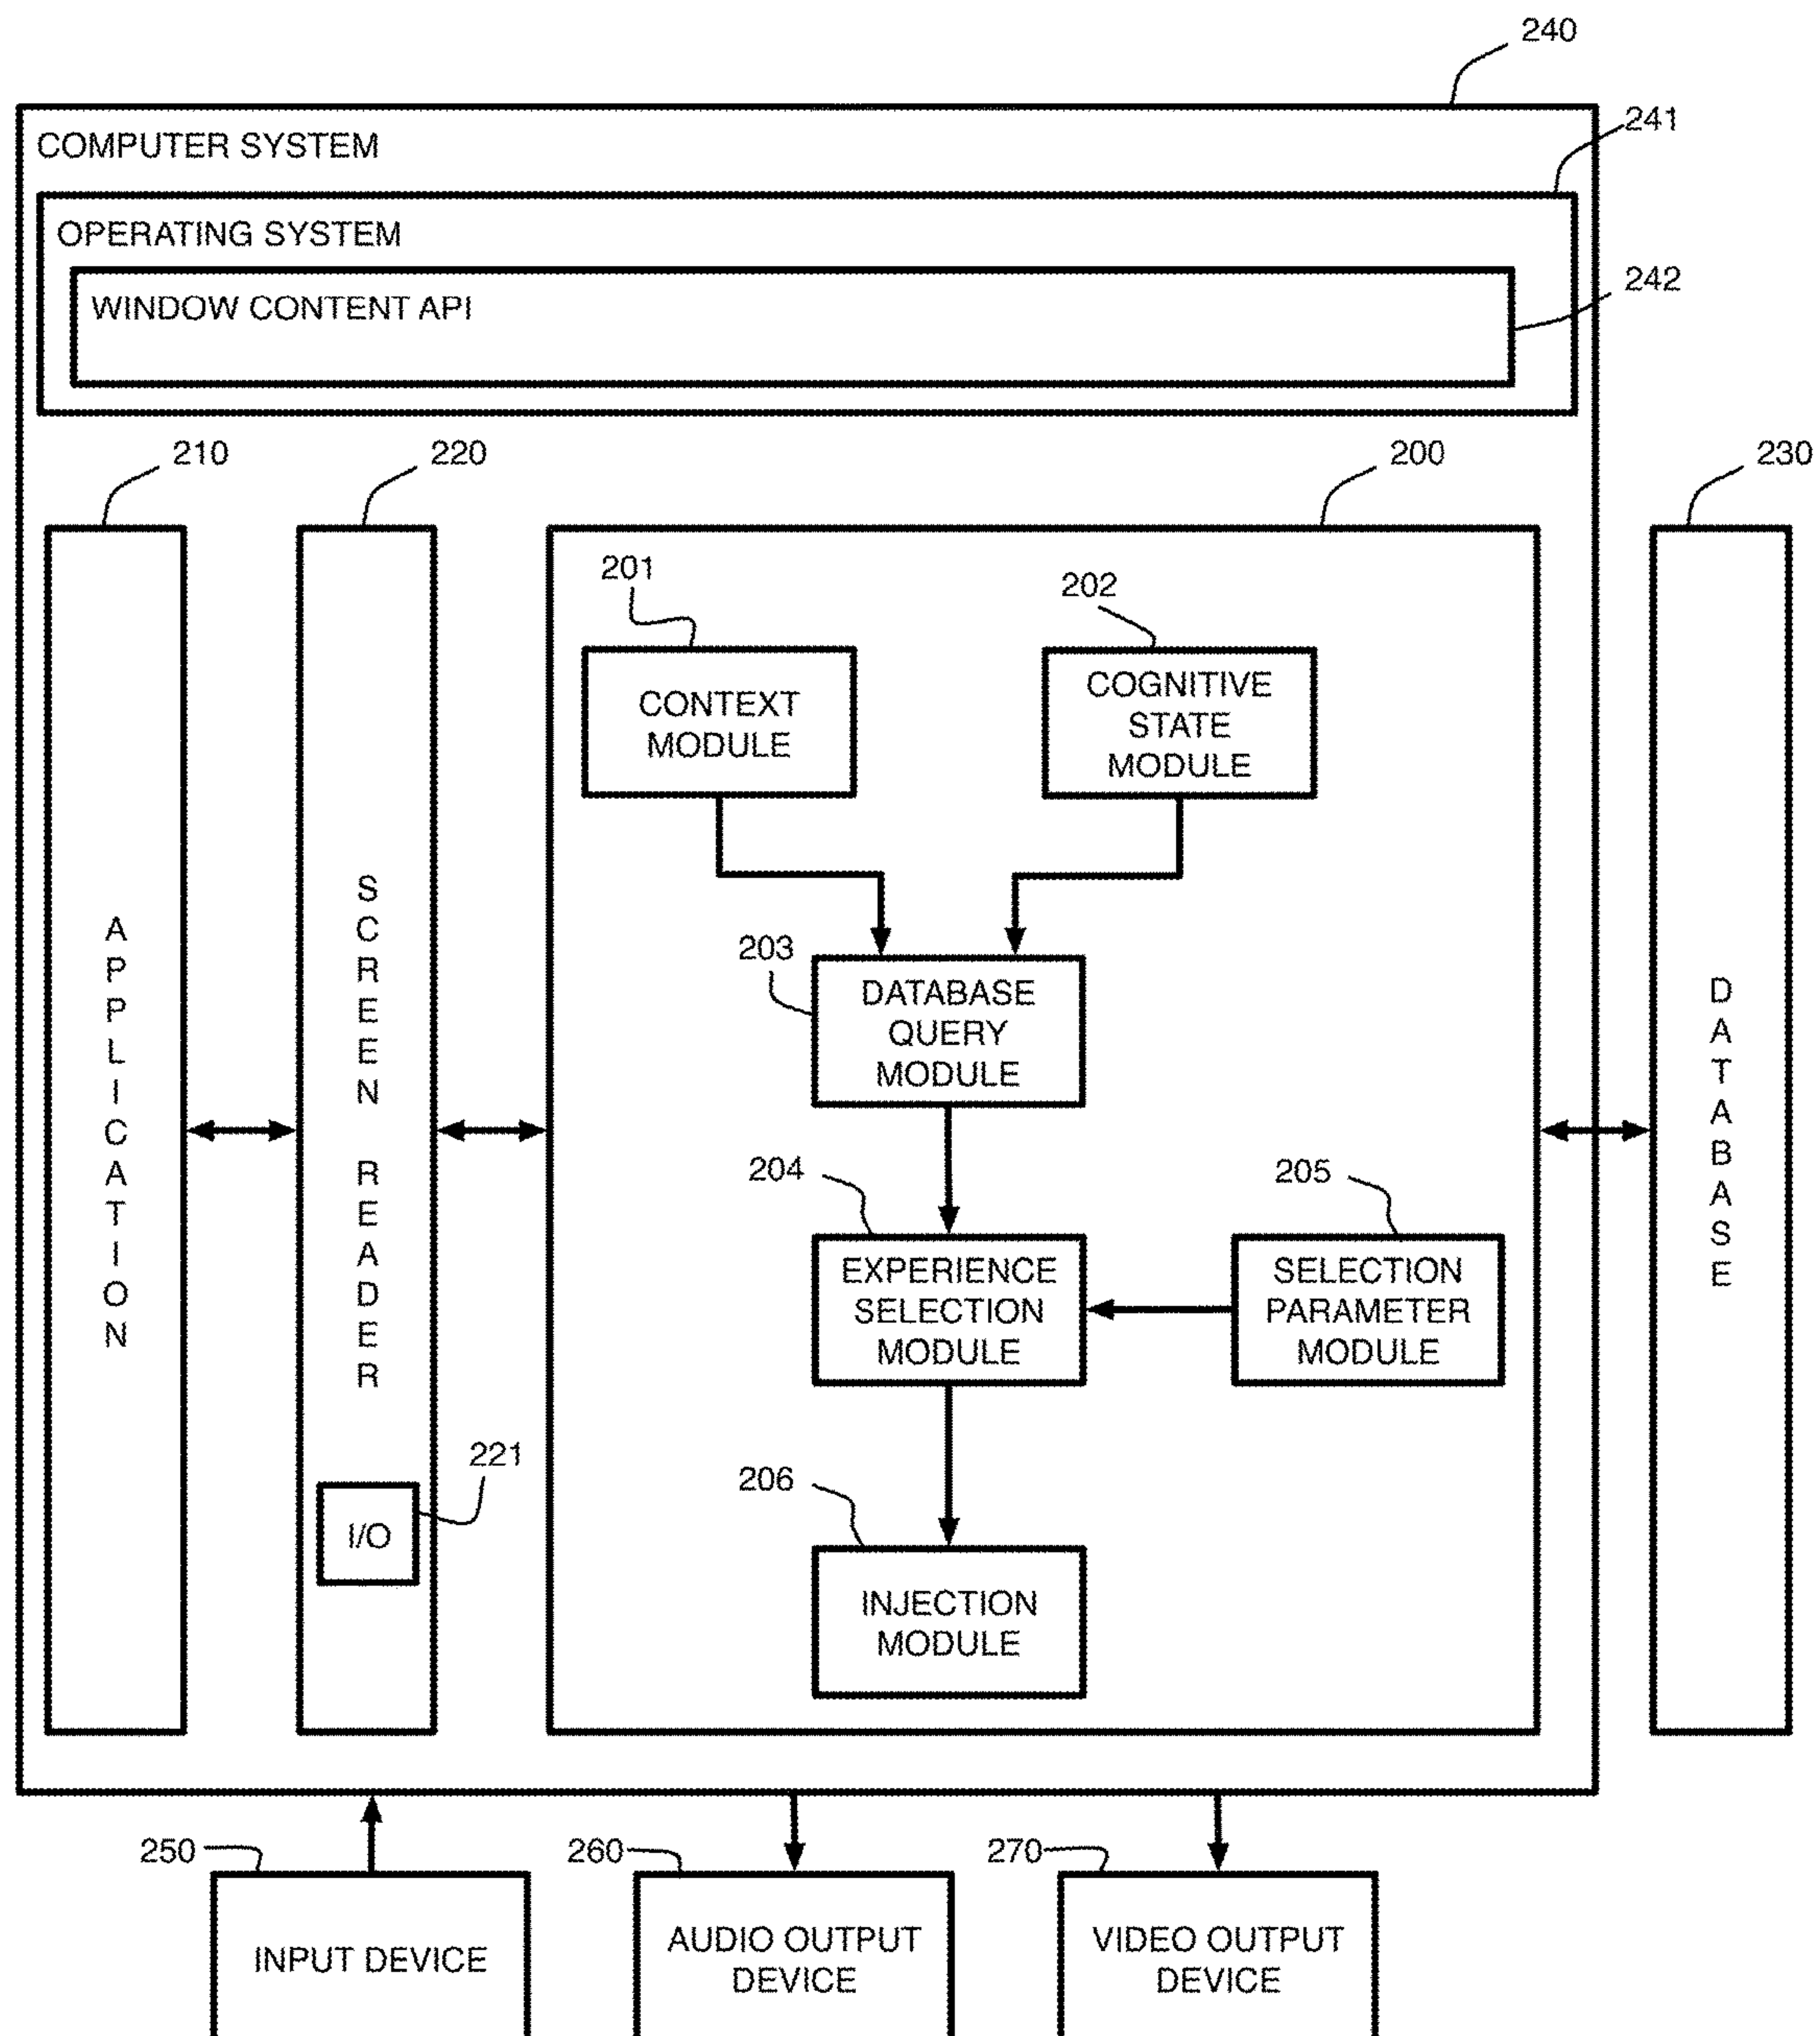 240
COMPUTER SYSTEM
241
OPERATING SYSTEM
242
WINDOW CONTENT API
210
220
200
230
201
202
CONTEXT
MODULE
COGNITIVE
STATE
MODULE
APPLICATION
SCREEN READER
203
DATABASE
QUERY
MODULE
DATABASE
204
205
EXPERIENCE
SELECTION
MODULE
SELECTION
PARAMETER
MODULE
221
I/O
206
INJECTION
MODULE
250
260
270
INPUT DEVICE
AUDIO OUTPUT
DEVICE
VIDEO OUTPUT
DEVICE